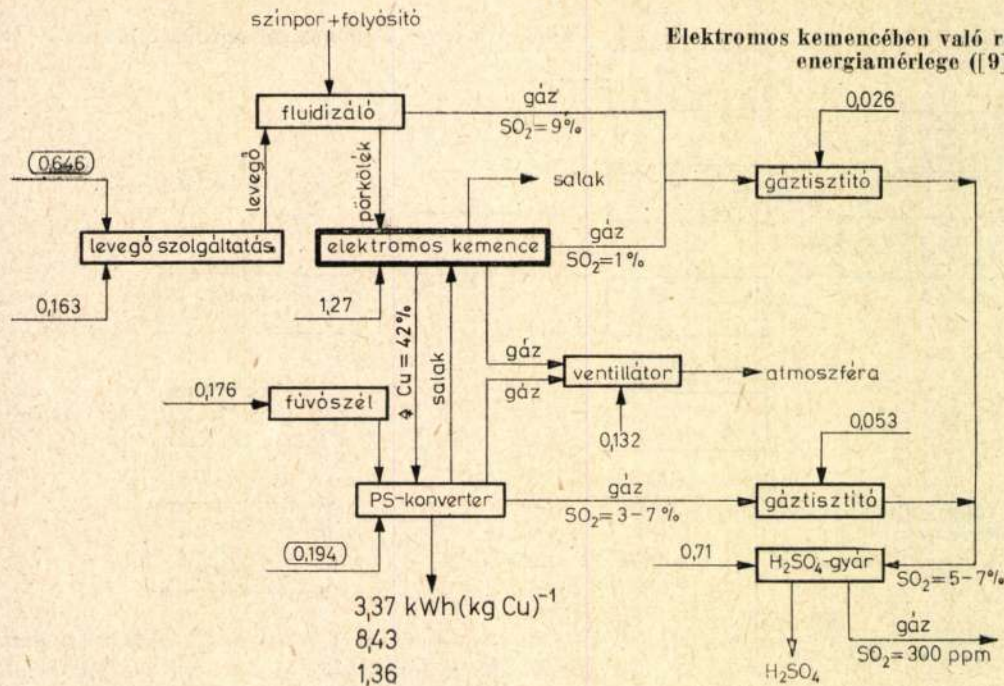 színpor+folyósító
Elektromos kemencében való
energiamérlege ([9]
fluidizáló
gáz
SO₂=9%
0,026
0,646
levegő
pörkölék
salak
gáztisztító
levegő szolgáltatás
elektromos kemence
gáz
SO₂=1%
0,163
1,27
Cu=42%
salak
gáz
gáz
ventillátor
atmoszféra
0,176
fúvószél
0,132
0,053
PS-konverter
gáz
SO₂=3-7%
gáztisztító
0,194
0,71
H₂SO₄-gyár
SO₂=5-7%
3,37 kWh(kg Cu)⁻¹
8,43
1,36
gáz
SO₂=300 ppm
H₂SO₄